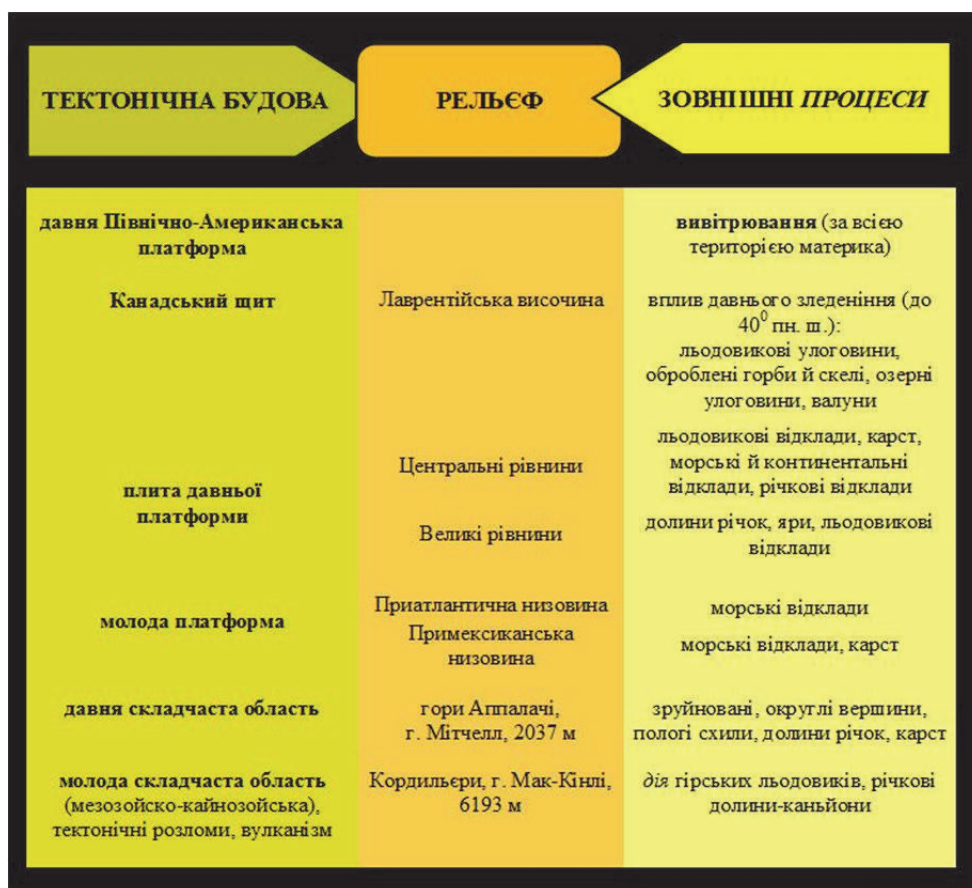 ТЕКТОНІЧНА БУДОВА
РЕЛЬЄФ
ЗОВНІШНІ ПРОЦЕСИ
давня Північно-Американська
платформа
вивітрювання (за всією
територією материка)
Канадський щит
Лаврентійська височина
вплив давнього зледеніння (до
40⁰ пн. ш.):
льодовикові улоговини,
оброблені горби й скелі, озерні
улоговини, валуни
плита давньої
платформи
Центральні рівнини
льодовикові відклади, карст,
морські й континентальні
відклади, річкові відклади
Великі рівнини
долини річок, яри, льодовикові
відклади
молода платформа
Приатлантична низовина
морські відклади
Примексиканська
низовина
морські відклади, карст
давня складчаста область
гори Аппалачі,
г. Мітчелл, 2037 м
зруйновані, округлі вершини,
пологі схили, долини річок, карст
молода складчаста область
(мезозойсько-кайнозойська),
тектонічні розломи, вулканізм
Кордильєри, г. Мак-Кінлі,
6193 м
дія гірських льодовиків, річкові
долини-каньйони